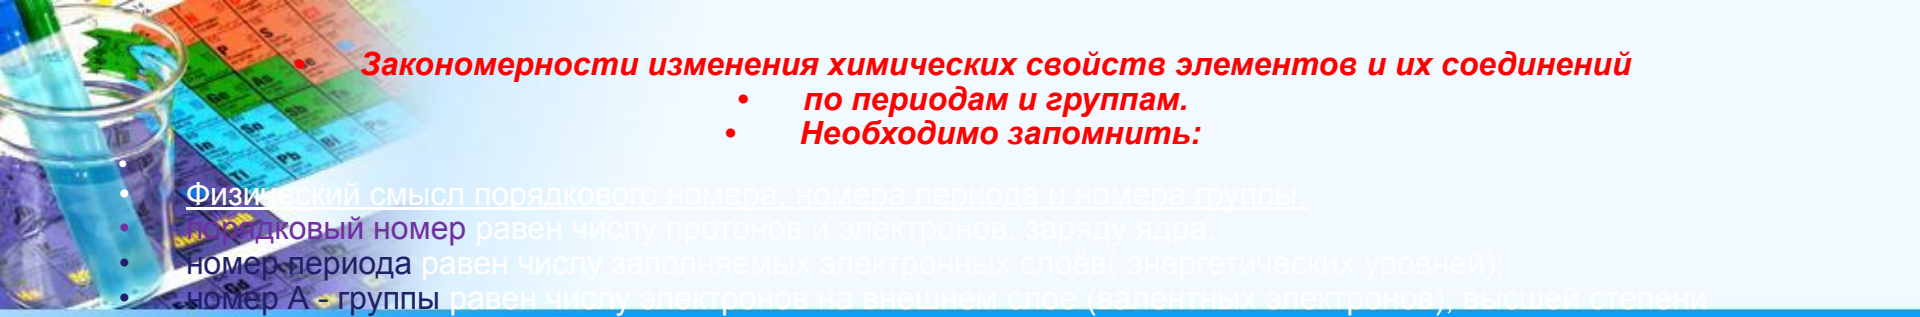 • Закономерности изменения химических свойств элементов и их соединений
• по периодам и группам.
• Необходимо запомнить:
•
• Физический смысл порядкового номера, номера периода и номера группы.
• порядковый номер равен числу протонов и электронов, заряду ядра;
• номер периода равен числу заполняемых электронных слоёв( энергетических уровней);
• номер А - группы равен числу электронов на внешнем слое (валентных электронов), высшей степени